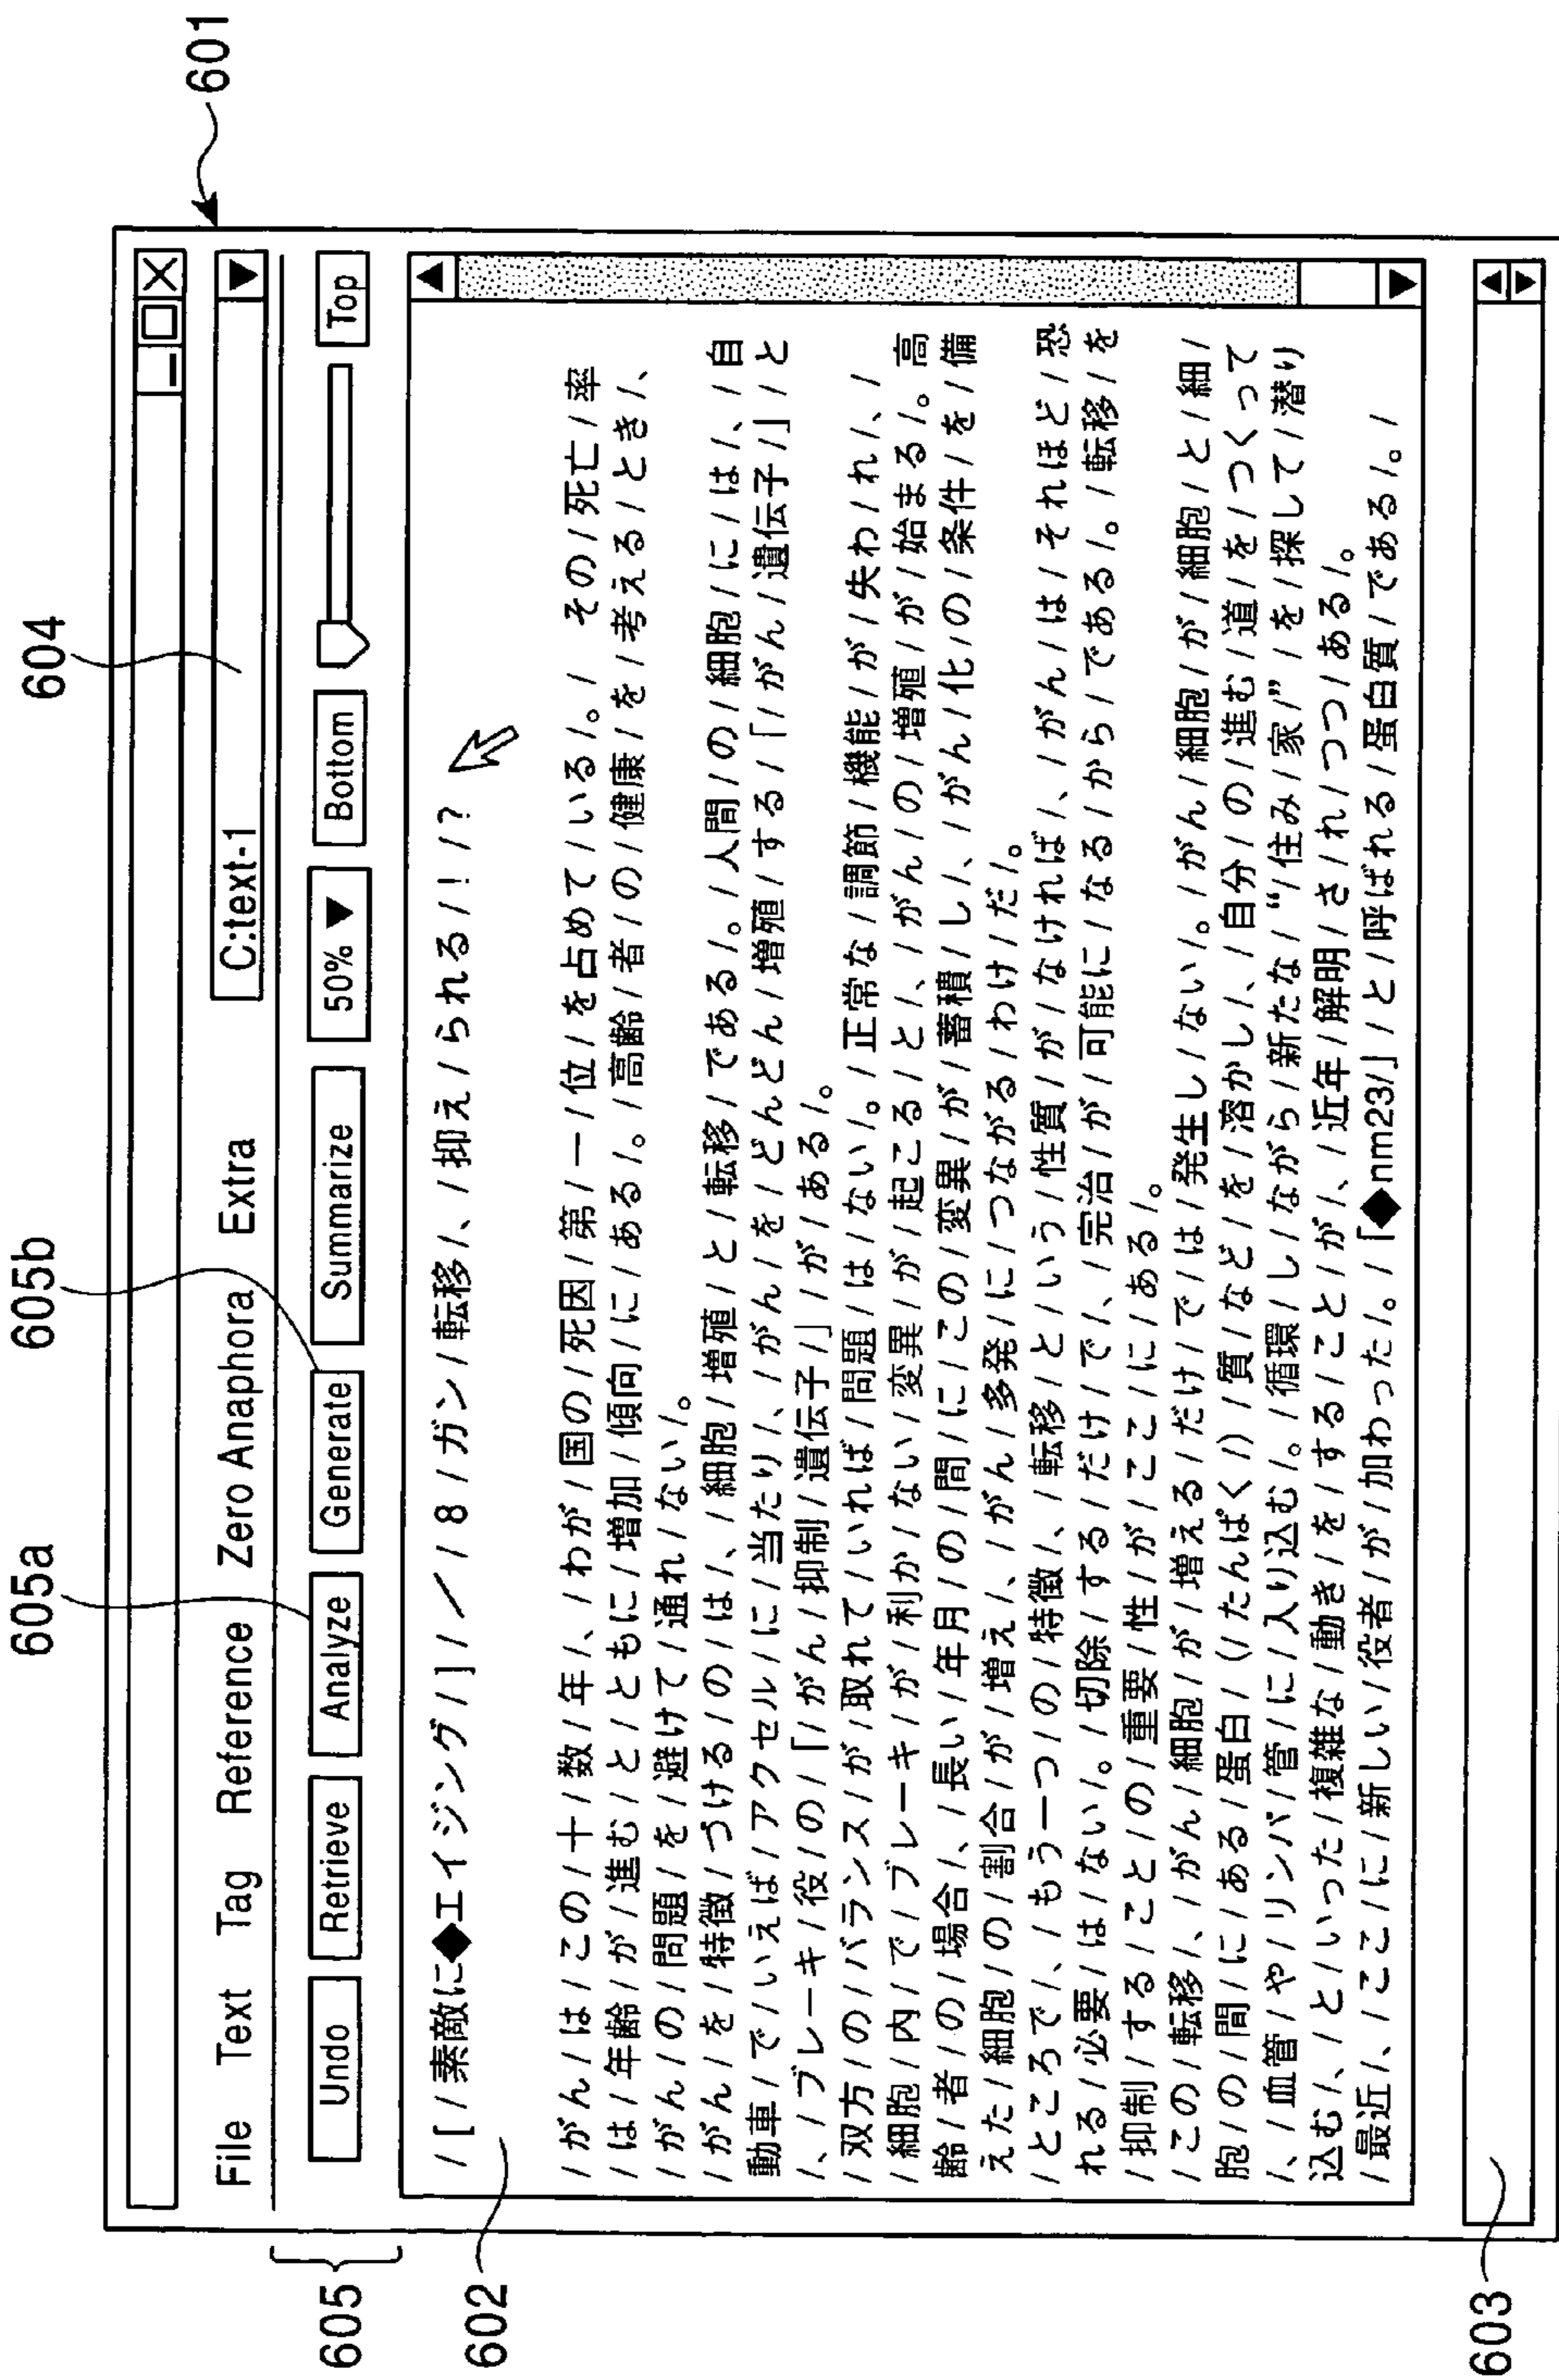 604
605b
605a
601
605
602
603
C:text-1
File Text Tag Reference Zero Anaphora Extra
Undo Retrieve Analyze Generate Summarize 50% ▼ Bottom Top
/ [ / 素敵に◆エイジング / ] / ／ / 8 / ガン / 転移 /、/ 抑え / られる / ! / ?
/ がん / は / この / 十 / 数 / 年 /、/ わが / 国の / 死因 / 第 / 一 / 位 / を占めて / いる /。/ その / 死亡 / 率
/ は / 年齢 / が / 進む / と / ともに / 増加 / 傾向 / に / ある /。/ 高齢 / 者 / の / 健康 / を / 考える / とき /、
/ がん / の / 問題 / を / 避けて / 通れ / ない /。
/ がん / を / 特徴 / づける / の / は /、/ 細胞 / 増殖 / と / 転移 / である /。/ 人間 / の / 細胞 / に / は /、/ 自
動車 / で / いえば / アクセル / に / 当たり /、/ がん / を / どんどん / 増殖 / する / 「 / がん / 遺伝子 / 」 / と
/、/ ブレーキ / 役 / の / 「 / がん / 抑制 / 遺伝子 / 」 / が / ある /。
/ 双方 / の / バランス / が / 取れて / いれば / 問題 / は / ない /。/ 正常 な / 調節 / 機能 / が / 失わ / れ /、/
/ 細胞 / 内 / で / ブレーキ / が / 利か / ない / 変異 / が / 起こる / と /、/ がん / の / 増殖 / が / 始まる /。高
齢 / 者 / の / 場合 /、/ 長い / 年月 / の / 間 / に / この / 変異 / が / 蓄積 / し /、/ がん / 化 / の / 条件 / を / 備
えた / 細胞 / の / 割合 / が / 増え /、/ がん / 多発 / に / つながる / わけ / だ /。
/ ところで /、/ もう一つ / の / 特徴 /、/ 転移 / と / いう / 性質 / が / なければ /、/ がん / は / それほど / 恐
れる / 必要 / は / ない /。/ 切除 / する / だけ / で /、/ 完治 / が / 可能に / なる / から / である /。/ 転移 / を
/ 抑制 / する / こと / の / 重要 / 性 / が / ここ / に / ある /。
/ この / 転移 /、/ がん / 細胞 / が / 増える / だけ / で / は / 発生 し / ない /。/ がん / 細胞 / が / 細胞 / と / 細 /
胞 / の / 間 / に / ある / 蛋白 / ( / たんぱく / ) / 質 / など / を / 溶かし /、/ 自分 / の / 進む / 道 / を / つくって
/、/ 血管 / や / リンパ / 管 / に / 入り 込む /。/ 循環 / し / ながら / 新たな / “ / 住み / 家 / ” / を / 探して / 潜り
込む /、/ と / いった / 複雑な / 動き / を / する / こと / が /、/ 近年 / 解明 / さ / れ / つつ / ある /。
/ 最近 /、/ ここ / に / 新しい / 役者 / が / 加わった /。/ 「◆nm23/」 / と / 呼ばれる / 蛋白質 / である /。/